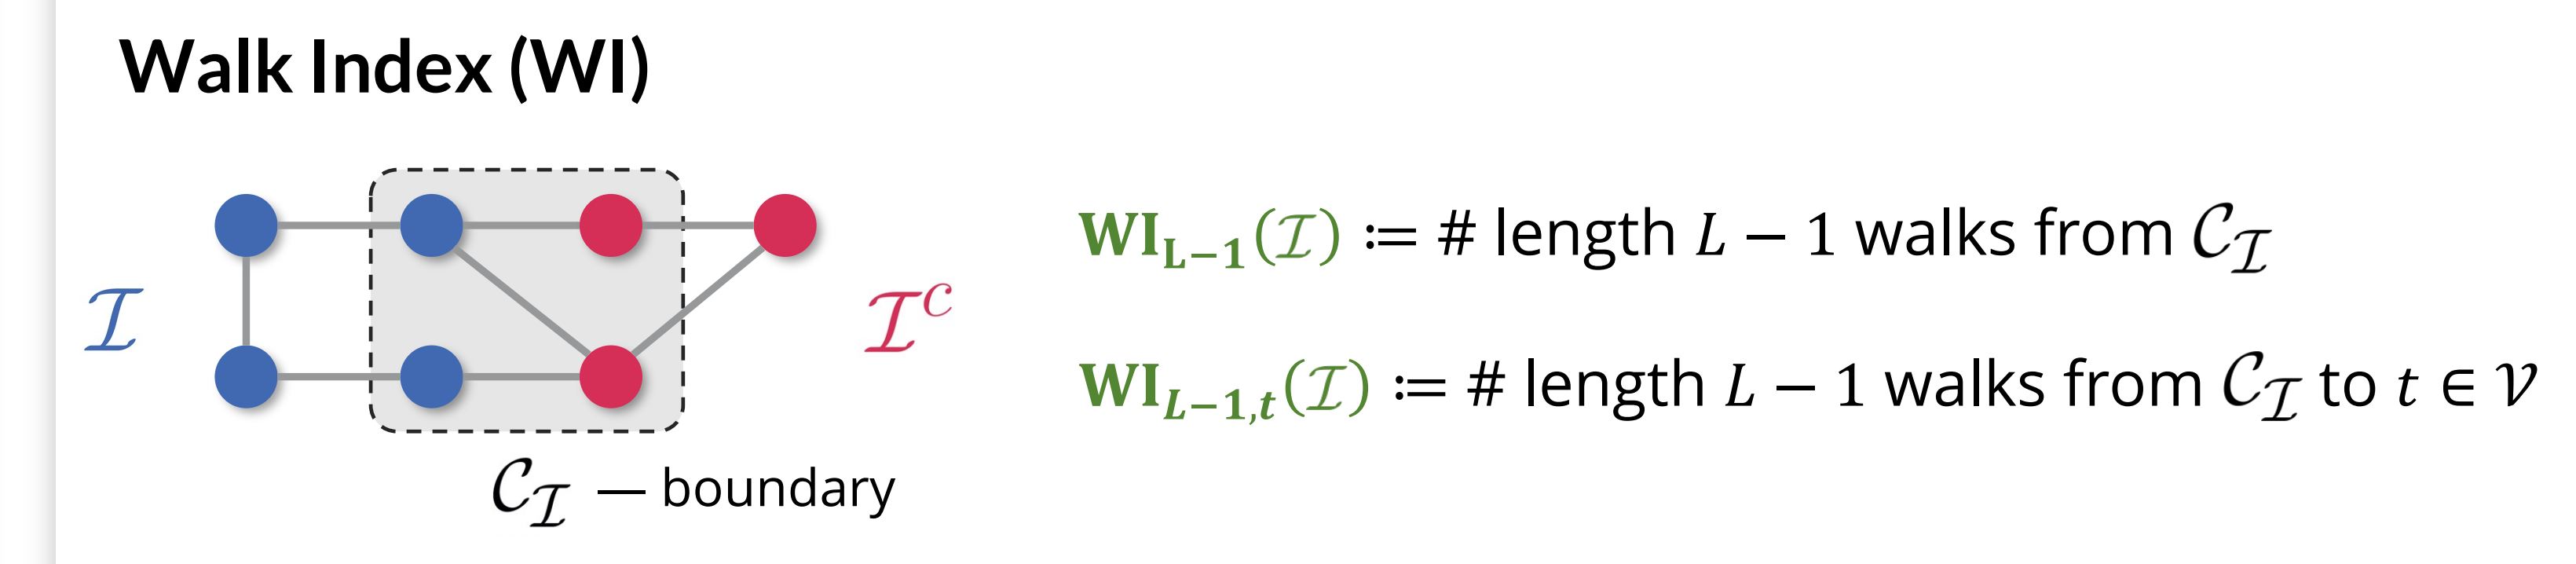 Walk Index (WI)
ℐ
ℐᶜ
𝒞_ℐ — boundary
WI_{L−1}(ℐ) := # length L − 1 walks from 𝒞_ℐ
WI_{L−1,t}(ℐ) := # length L − 1 walks from 𝒞_ℐ to t ∈ 𝒱